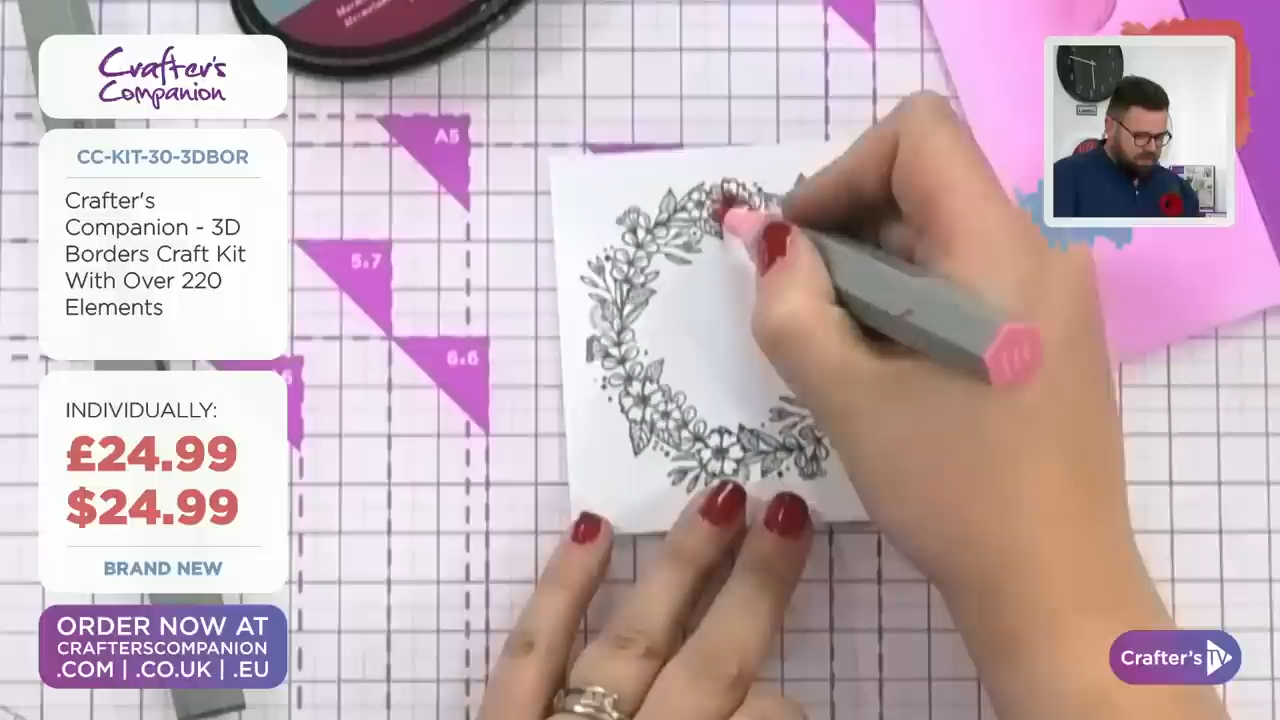 Crafter's
Companion
CC-KIT-30-3DBOR
Crafter's
Companion - 3D
Borders Craft Kit
With Over 220
Elements
INDIVIDUALLY:
£24.99
$24.99
BRAND NEW
ORDER NOW AT
CRAFTERSCOMPANION
.COM | .CO.UK | .EU
A5
5.7
6.6
Crafter's TV